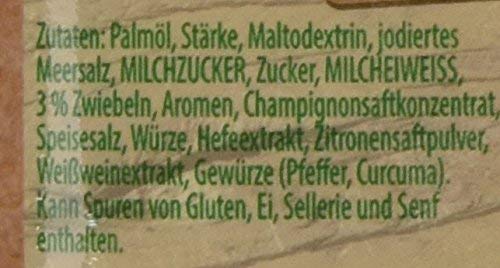 Zutaten: Palmöl, Stärke, Maltodextrin, jodiertes
Meersalz, MILCHZUCKER, Zucker, MILCHEIWEISS,
3 % Zwiebeln, Aromen, Champignonsaftkonzentrat,
Speisesalz, Würze, Hefeextrakt, Zitronensaftpulver,
Weißweinextrakt, Gewürze (Pfeffer, Curcuma).
Kann Spuren von Gluten, Ei, Sellerie und Senf
enthalten.